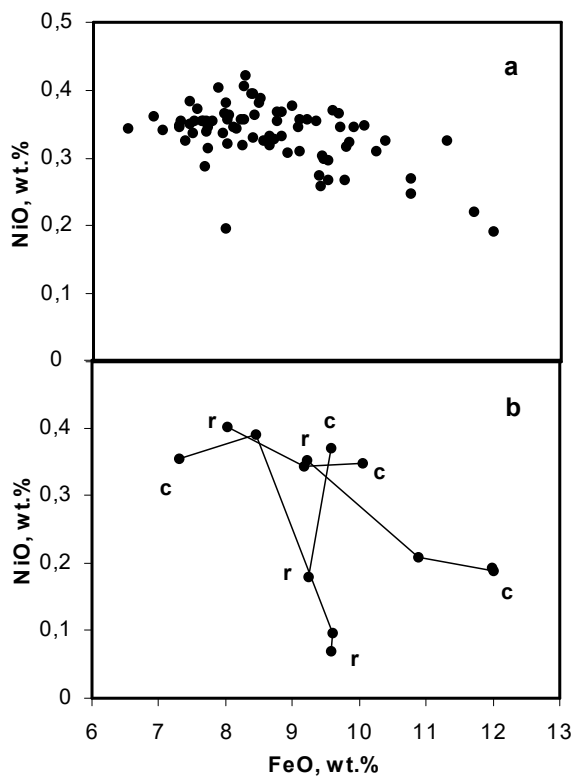 0,5
a
0,4
0,3
NiO, wt.%
0,2
0,1
0
b
r
c
0,4
r
c
c
0,3
NiO, wt.%
0,2
r
c
0,1
r
0
6 7 8 9 10 11 12 13
FeO, wt.%